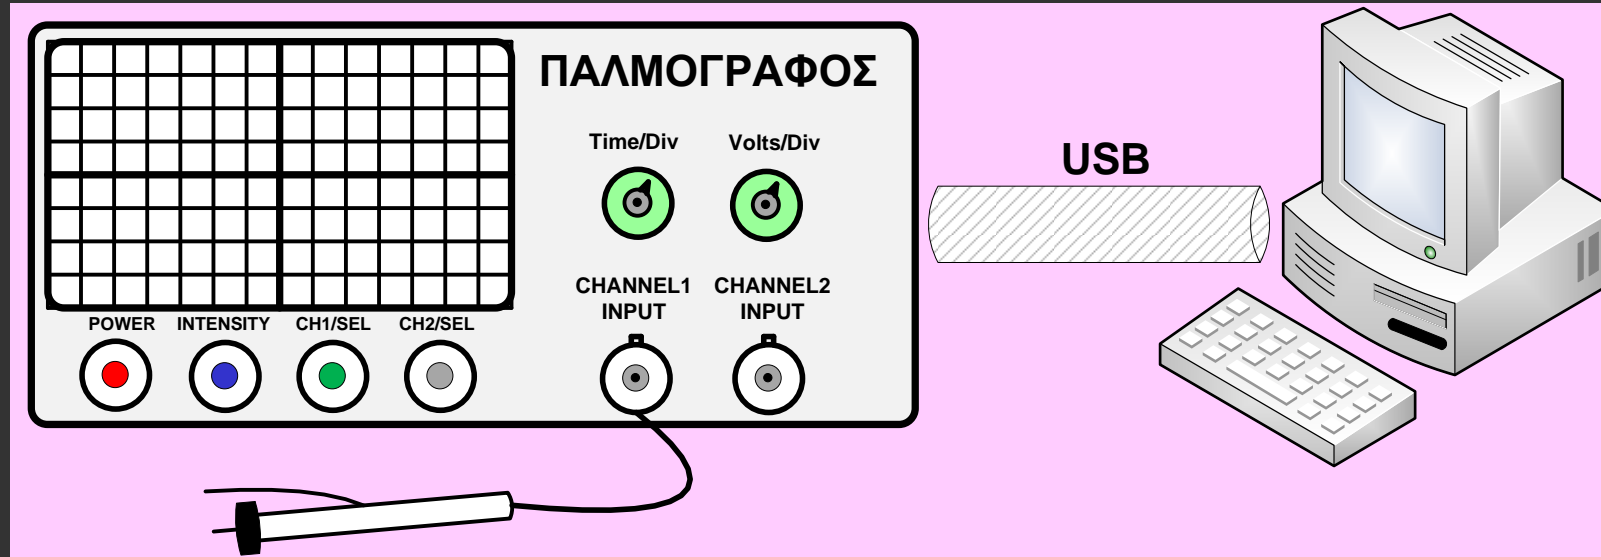 ΠΑΛΜΟΓΡΑΦΟΣ
Time/Div
Volts/Div
USB
CHANNEL1
INPUT
CHANNEL2
INPUT
POWER
INTENSITY
CH1/SEL
CH2/SEL